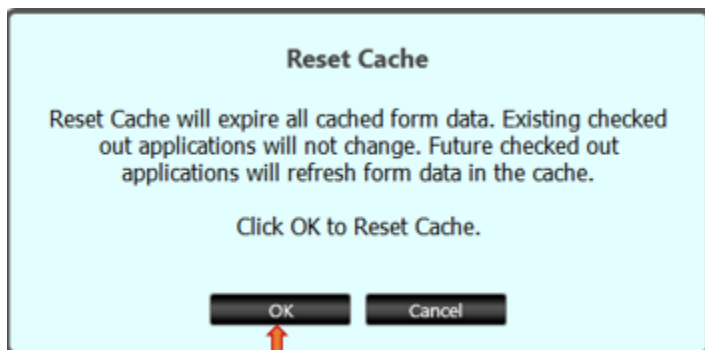 Reset Cache
Reset Cache will expire all cached form data. Existing checked
out applications will not change. Future checked out
applications will refresh form data in the cache.
Click OK to Reset Cache.
OK
Cancel